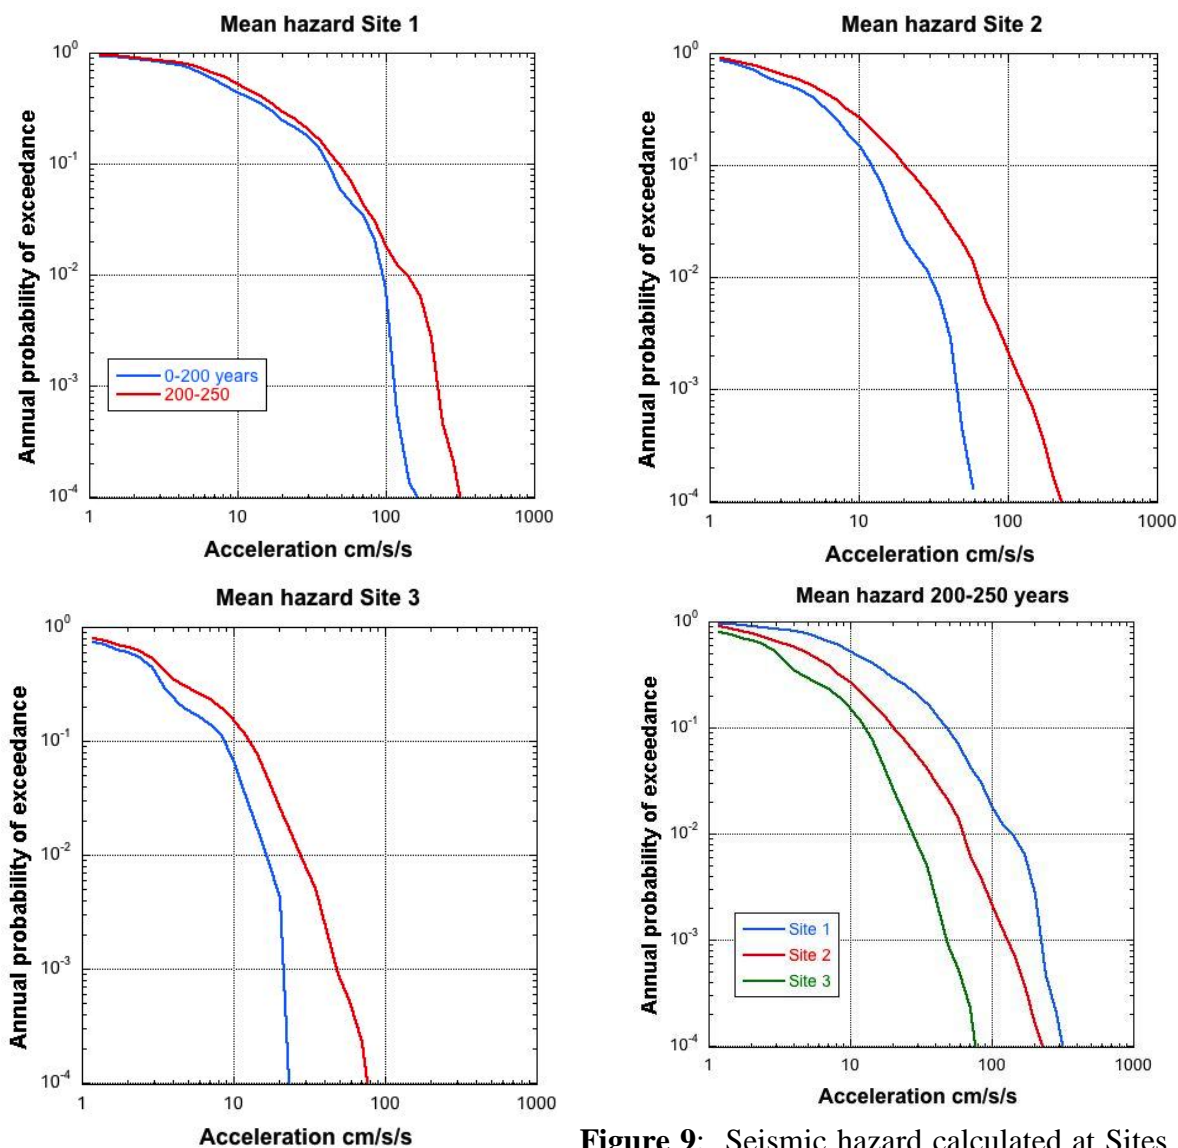 Mean hazard Site 1
Annual probability of exceedance
10^0
10^-1
10^-2
10^-3
10^-4
0-200 years
200-250
1 10 100 1000
Acceleration cm/s/s
Mean hazard Site 2
Annual probability of exceedance
10^0
10^-1
10^-2
10^-3
10^-4
1 10 100 1000
Acceleration cm/s/s
Mean hazard Site 3
Annual probability of exceedance
10^0
10^-1
10^-2
10^-3
10^-4
1 10 100 1000
Acceleration cm/s/s
Mean hazard 200-250 years
Annual probability of exceedance
10^0
10^-1
10^-2
10^-3
10^-4
Site 1
Site 2
Site 3
1 10 100 1000
Acceleration cm/s/s
Figure 9: Seismic hazard calculated at Sites